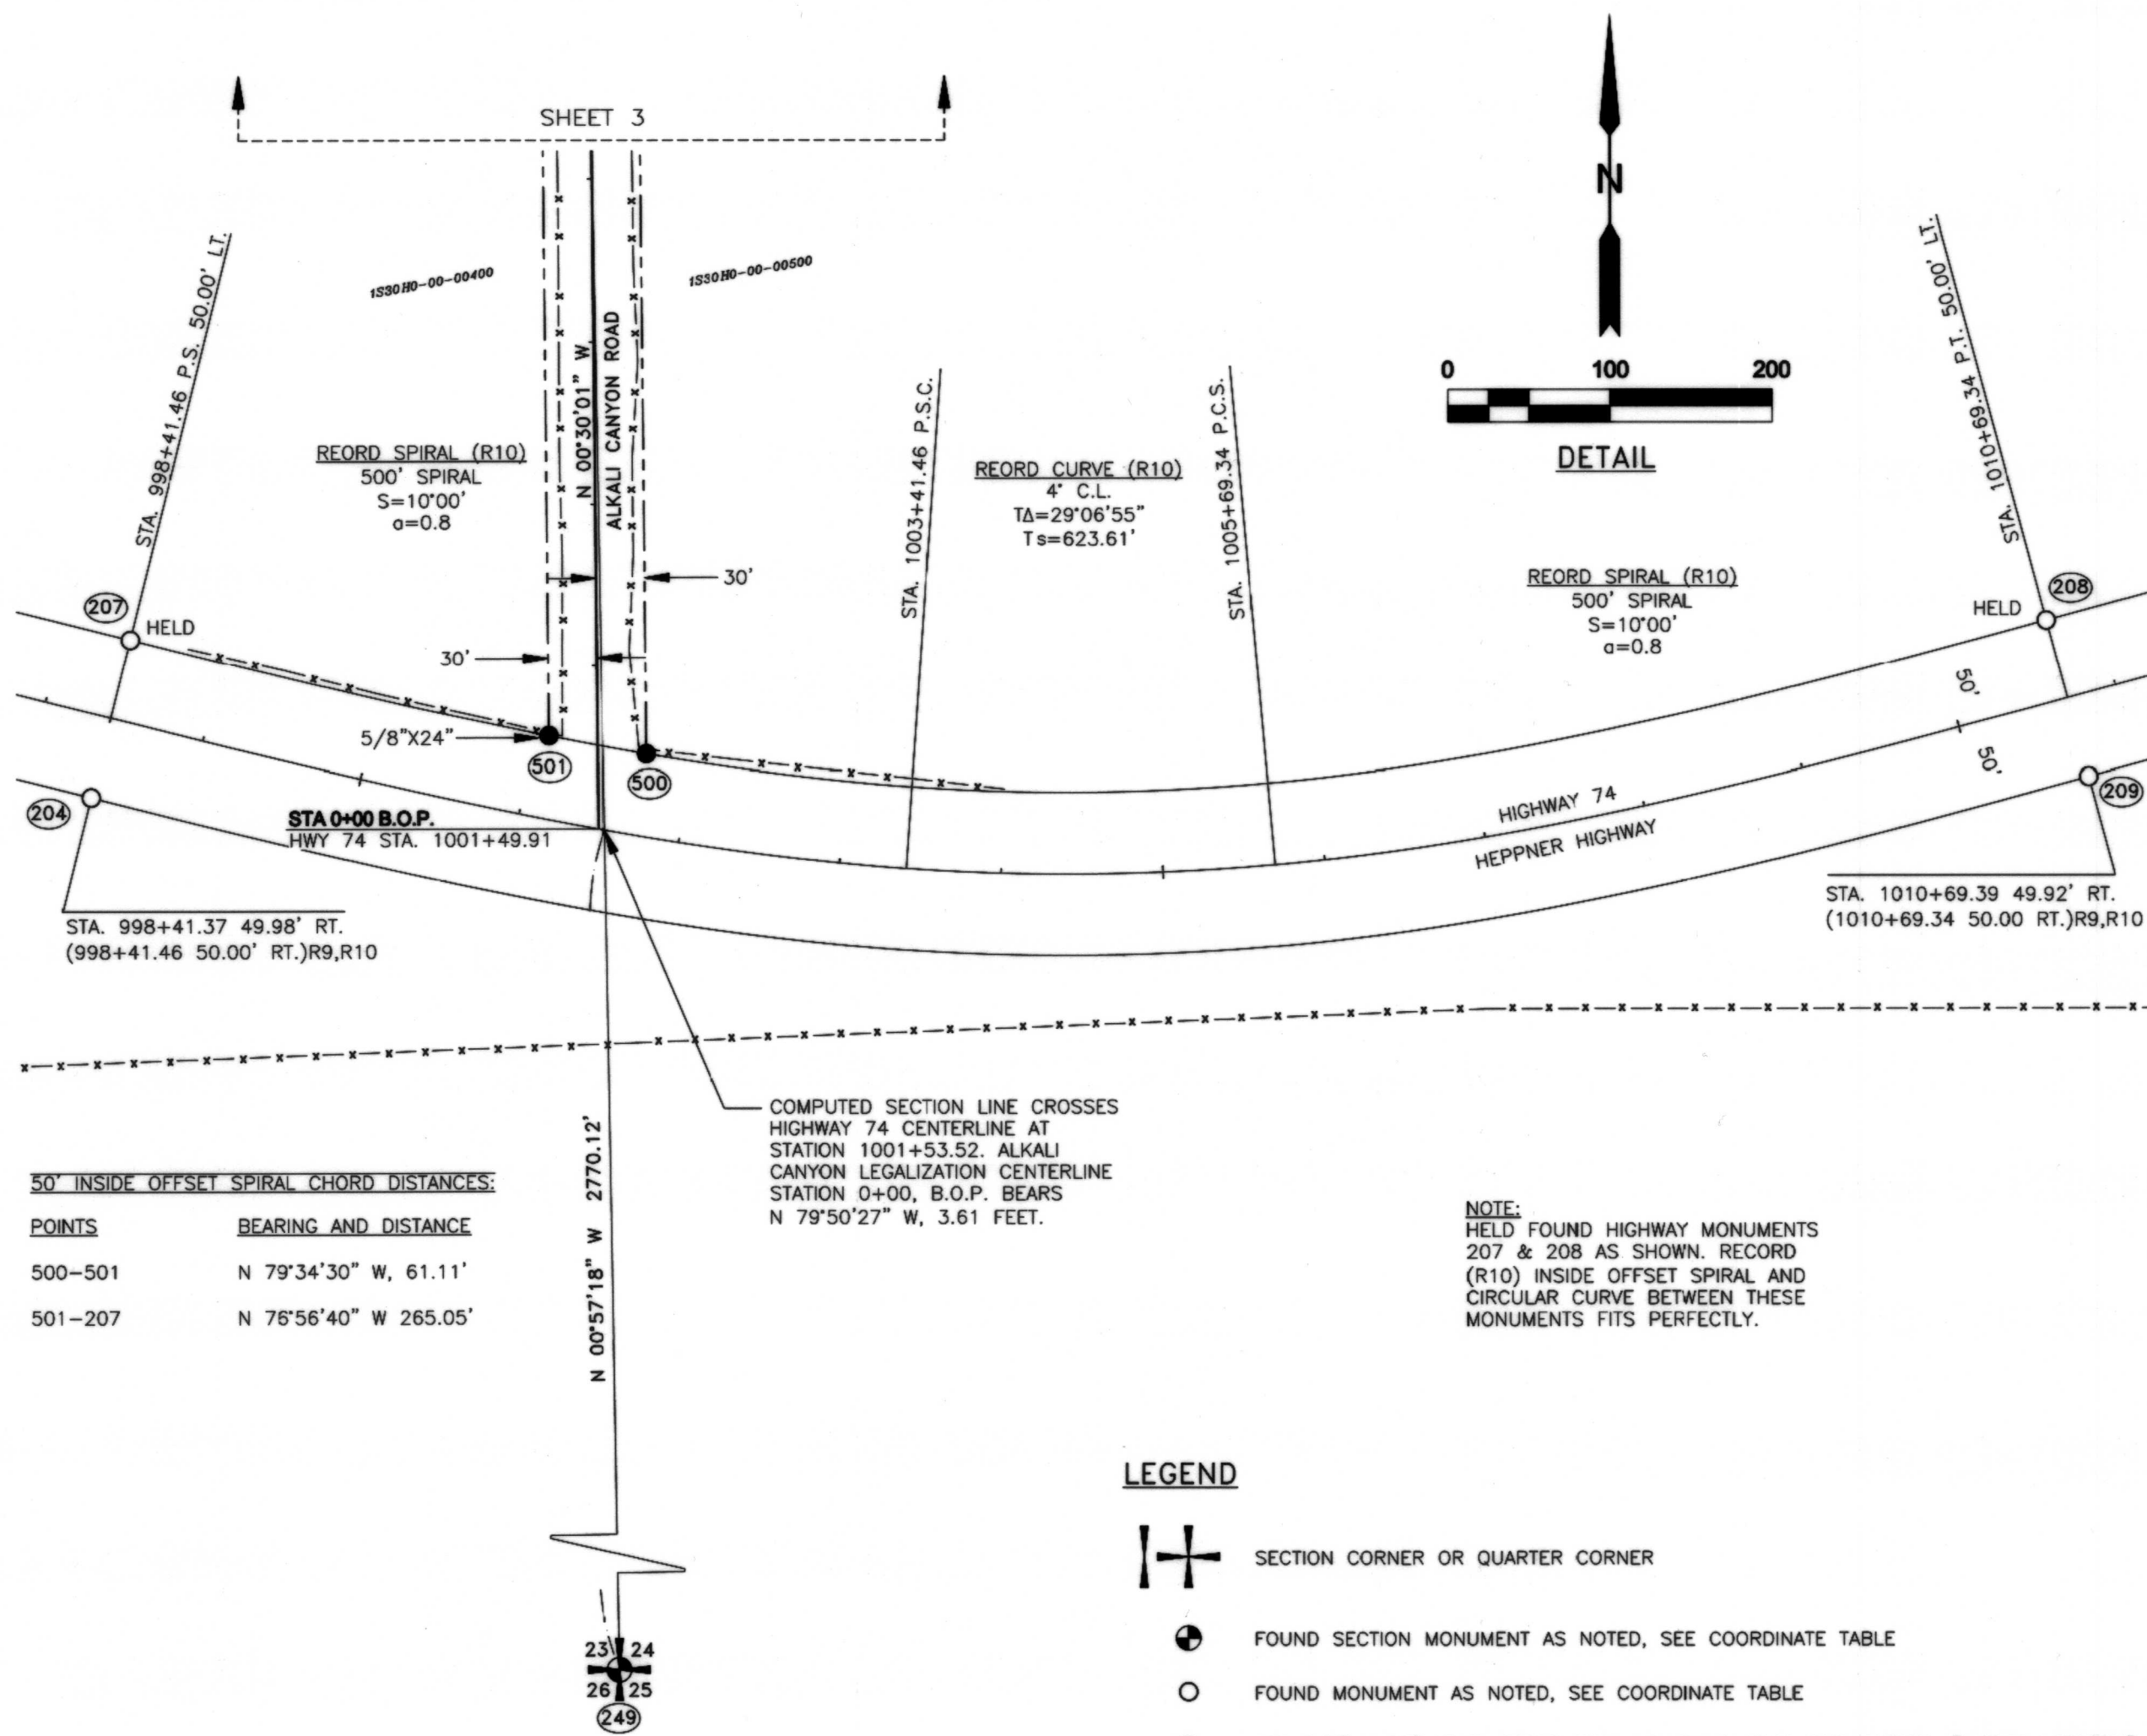 SHEET 3
N
0 100 200
DETAIL
STA. 998+41.46 P.S. 50.00' LT.
1S30H0-00-00400
1S30H0-00-00500
N 00°30'01" W
ALKALI CANYON ROAD
STA. 1003+41.46 P.S.C.
STA. 1005+69.34 P.C.S.
STA. 1010+69.34 P.T. 50.00' LT.
REORD SPIRAL (R10)
500' SPIRAL
S=10°00'
a=0.8
REORD CURVE (R10)
4° C.L.
TΔ=29°06'55"
Ts=623.61'
REORD SPIRAL (R10)
500' SPIRAL
S=10°00'
a=0.8
30'
30'
207
HELD
HELD
208
5/8"X24"
501
500
50'
50'
204
209
STA 0+00 B.O.P.
HWY 74 STA. 1001+49.91
HIGHWAY 74
HEPPNER HIGHWAY
STA. 998+41.37 49.98' RT.
(998+41.46 50.00' RT.)R9,R10
STA. 1010+69.39 49.92' RT.
(1010+69.34 50.00 RT.)R9,R10
COMPUTED SECTION LINE CROSSES
HIGHWAY 74 CENTERLINE AT
STATION 1001+53.52. ALKALI
CANYON LEGALIZATION CENTERLINE
STATION 0+00, B.O.P. BEARS
N 79°50'27" W, 3.61 FEET.
N 00°57'18" W 2770.12'
50' INSIDE OFFSET SPIRAL CHORD DISTANCES:
POINTS BEARING AND DISTANCE
500-501 N 79°34'30" W, 61.11'
501-207 N 76°56'40" W 265.05'
NOTE:
HELD FOUND HIGHWAY MONUMENTS
207 & 208 AS SHOWN. RECORD
(R10) INSIDE OFFSET SPIRAL AND
CIRCULAR CURVE BETWEEN THESE
MONUMENTS FITS PERFECTLY.
LEGEND
SECTION CORNER OR QUARTER CORNER
FOUND SECTION MONUMENT AS NOTED, SEE COORDINATE TABLE
FOUND MONUMENT AS NOTED, SEE COORDINATE TABLE
23 24
26 25
249